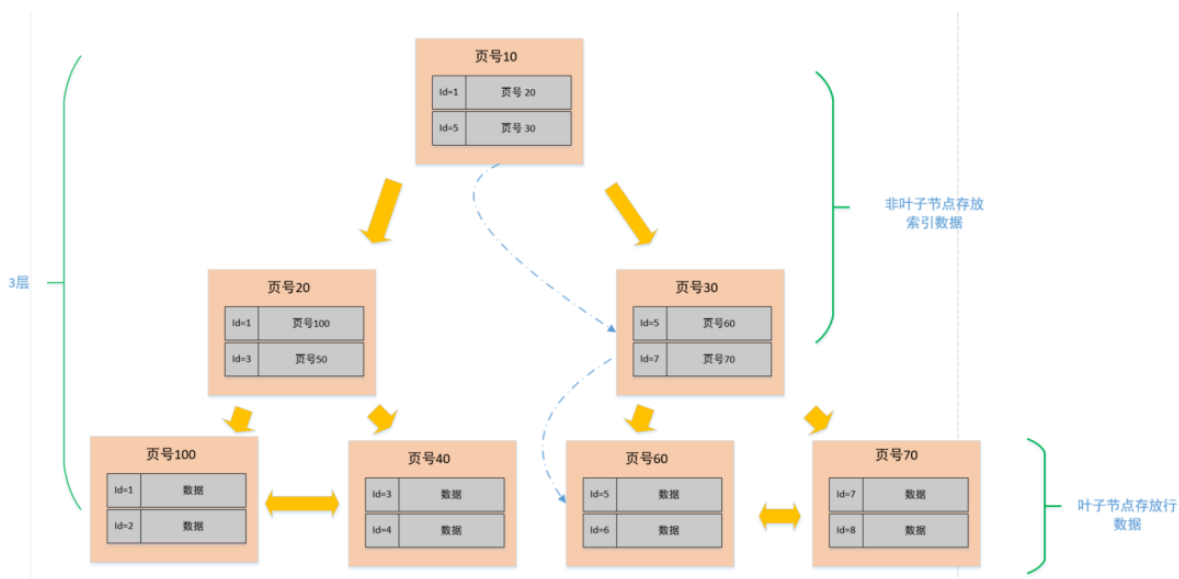 页号10
Id=1 页号 20
Id=5 页号 30
非叶子节点存放
索引数据
3层
页号20
Id=1 页号100
Id=3 页号50
页号30
Id=5 页号60
Id=7 页号70
页号100
Id=1 数据
Id=2 数据
页号40
Id=3 数据
Id=4 数据
页号60
Id=5 数据
Id=6 数据
页号70
Id=7 数据
Id=8 数据
叶子节点存放行
数据